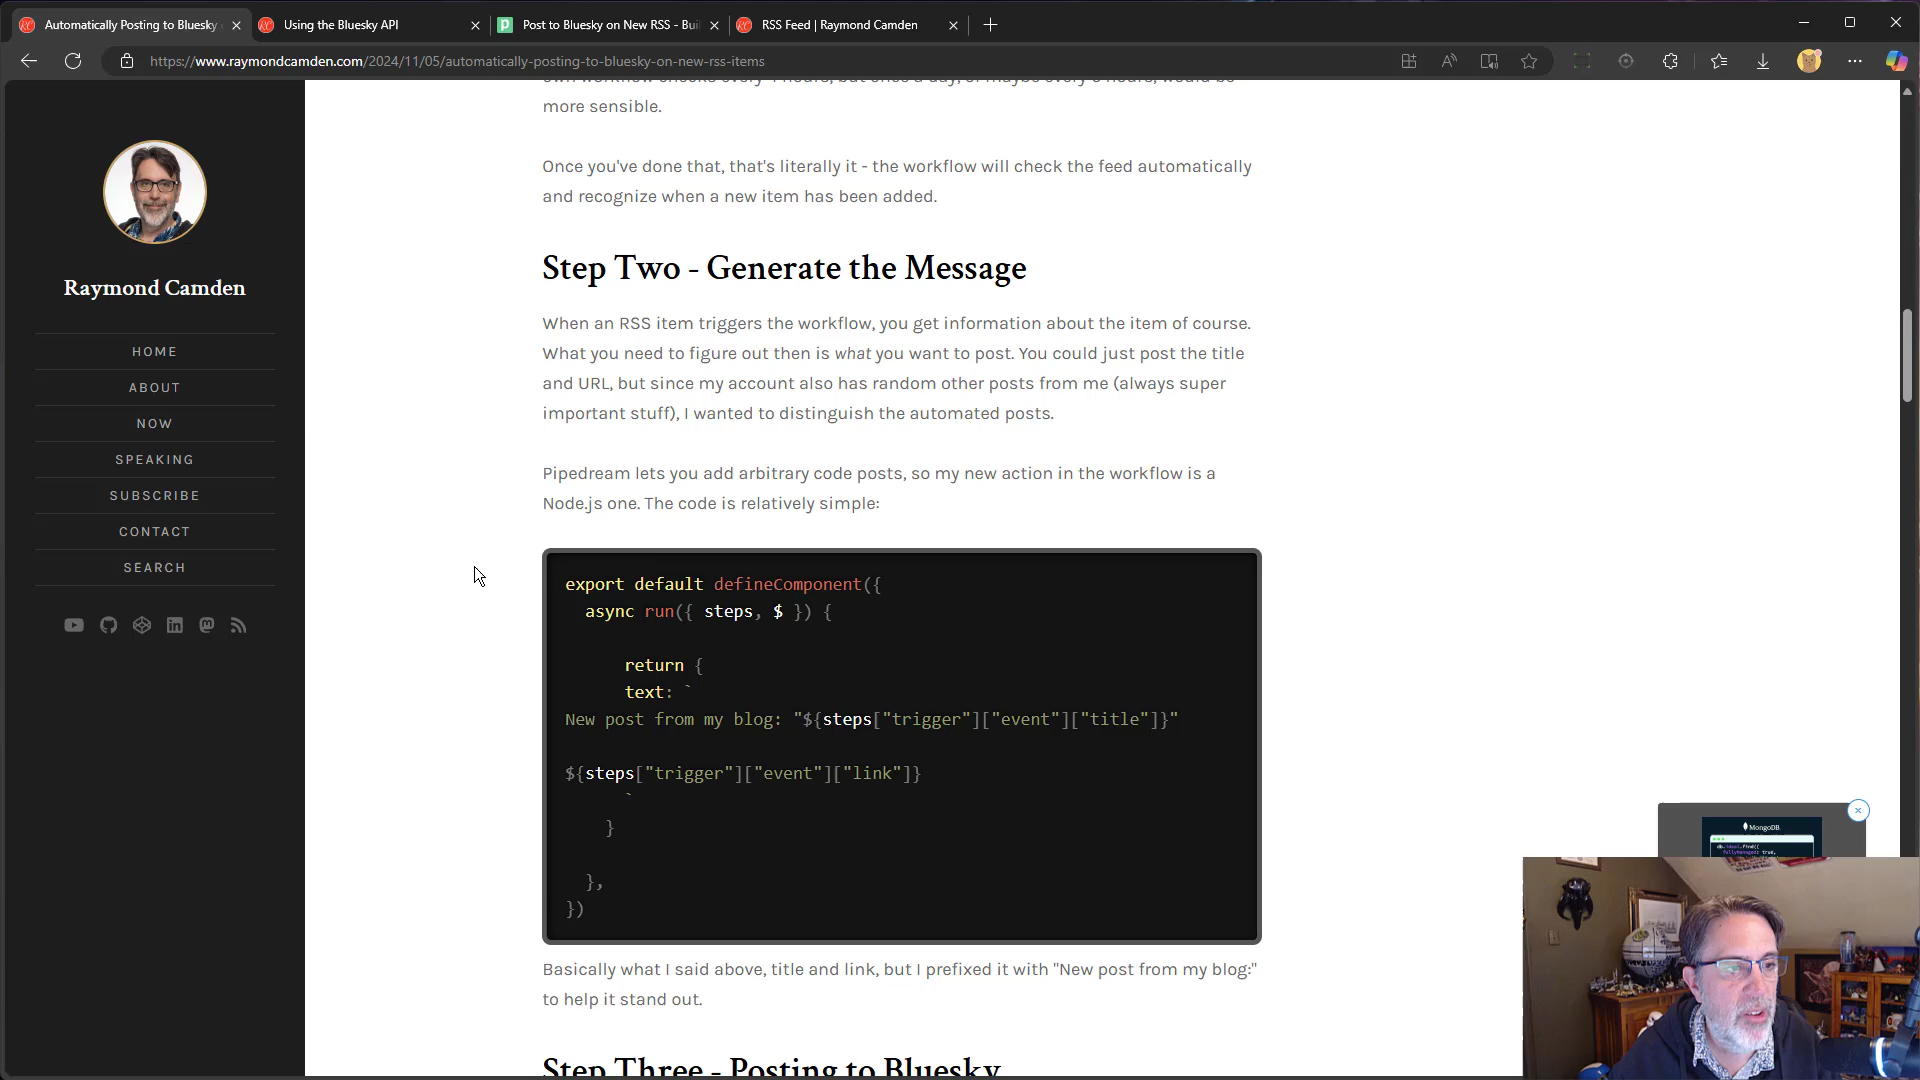 Automatically Posting to Bluesky
Using the Bluesky API
Post to Bluesky on New RSS - Bui
RSS Feed | Raymond Camden
https://www.raymondcamden.com/2024/11/05/automatically-posting-to-bluesky-on-new-rss-items
more sensible.
Once you've done that, that's literally it - the workflow will check the feed automatically
and recognize when a new item has been added.
Step Two - Generate the Message
When an RSS item triggers the workflow, you get information about the item of course.
What you need to figure out then is what you want to post. You could just post the title
and URL, but since my account also has random other posts from me (always super
important stuff), I wanted to distinguish the automated posts.
Pipedream lets you add arbitrary code posts, so my new action in the workflow is a
Node.js one. The code is relatively simple:
export default defineComponent({
async run({ steps, $ }) {
return {
text: `
New post from my blog: "${steps["trigger"]["event"]["title"]}"
${steps["trigger"]["event"]["link"]}
`
}
},
})
Basically what I said above, title and link, but I prefixed it with "New post from my blog:"
to help it stand out.
Step Three - Posting to Bluesky
Raymond Camden
HOME
ABOUT
NOW
SPEAKING
SUBSCRIBE
CONTACT
SEARCH
MongoDB